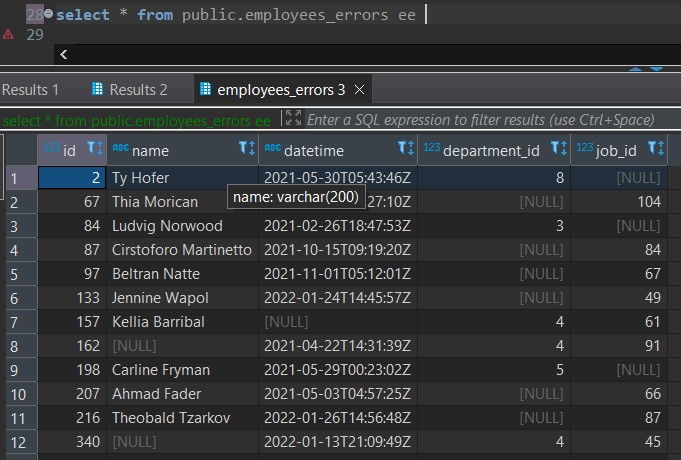 28 select * from public.employees_errors ee
29
<
Results 1 Results 2 employees_errors 3 ×
select * from public.employees_errors ee Enter a SQL expression to filter results (use Ctrl+Space)
123 id ABC name ABC datetime 123 department_id 123 job_id
1 2 Ty Hofer 2021-05-30T05:43:46Z 8 [NULL]
name: varchar(200)
2 67 Thia Morican 27:10Z [NULL] 104
3 84 Ludvig Norwood 2021-02-26T18:47:53Z 3 [NULL]
4 87 Cirstoforo Martinetto 2021-10-15T09:19:20Z [NULL] 84
5 97 Beltran Natte 2021-11-01T05:12:01Z [NULL] 67
6 133 Jennine Wapol 2022-01-24T14:45:57Z [NULL] 49
7 157 Kellia Barribal [NULL] 4 61
8 162 [NULL] 2021-04-22T14:31:39Z 4 91
9 198 Carline Fryman 2021-05-29T00:23:02Z 5 [NULL]
10 207 Ahmad Fader 2021-05-03T04:57:25Z [NULL] 66
11 216 Theobald Tzarkov 2022-01-26T14:56:48Z [NULL] 87
12 340 [NULL] 2022-01-13T21:09:49Z 4 45